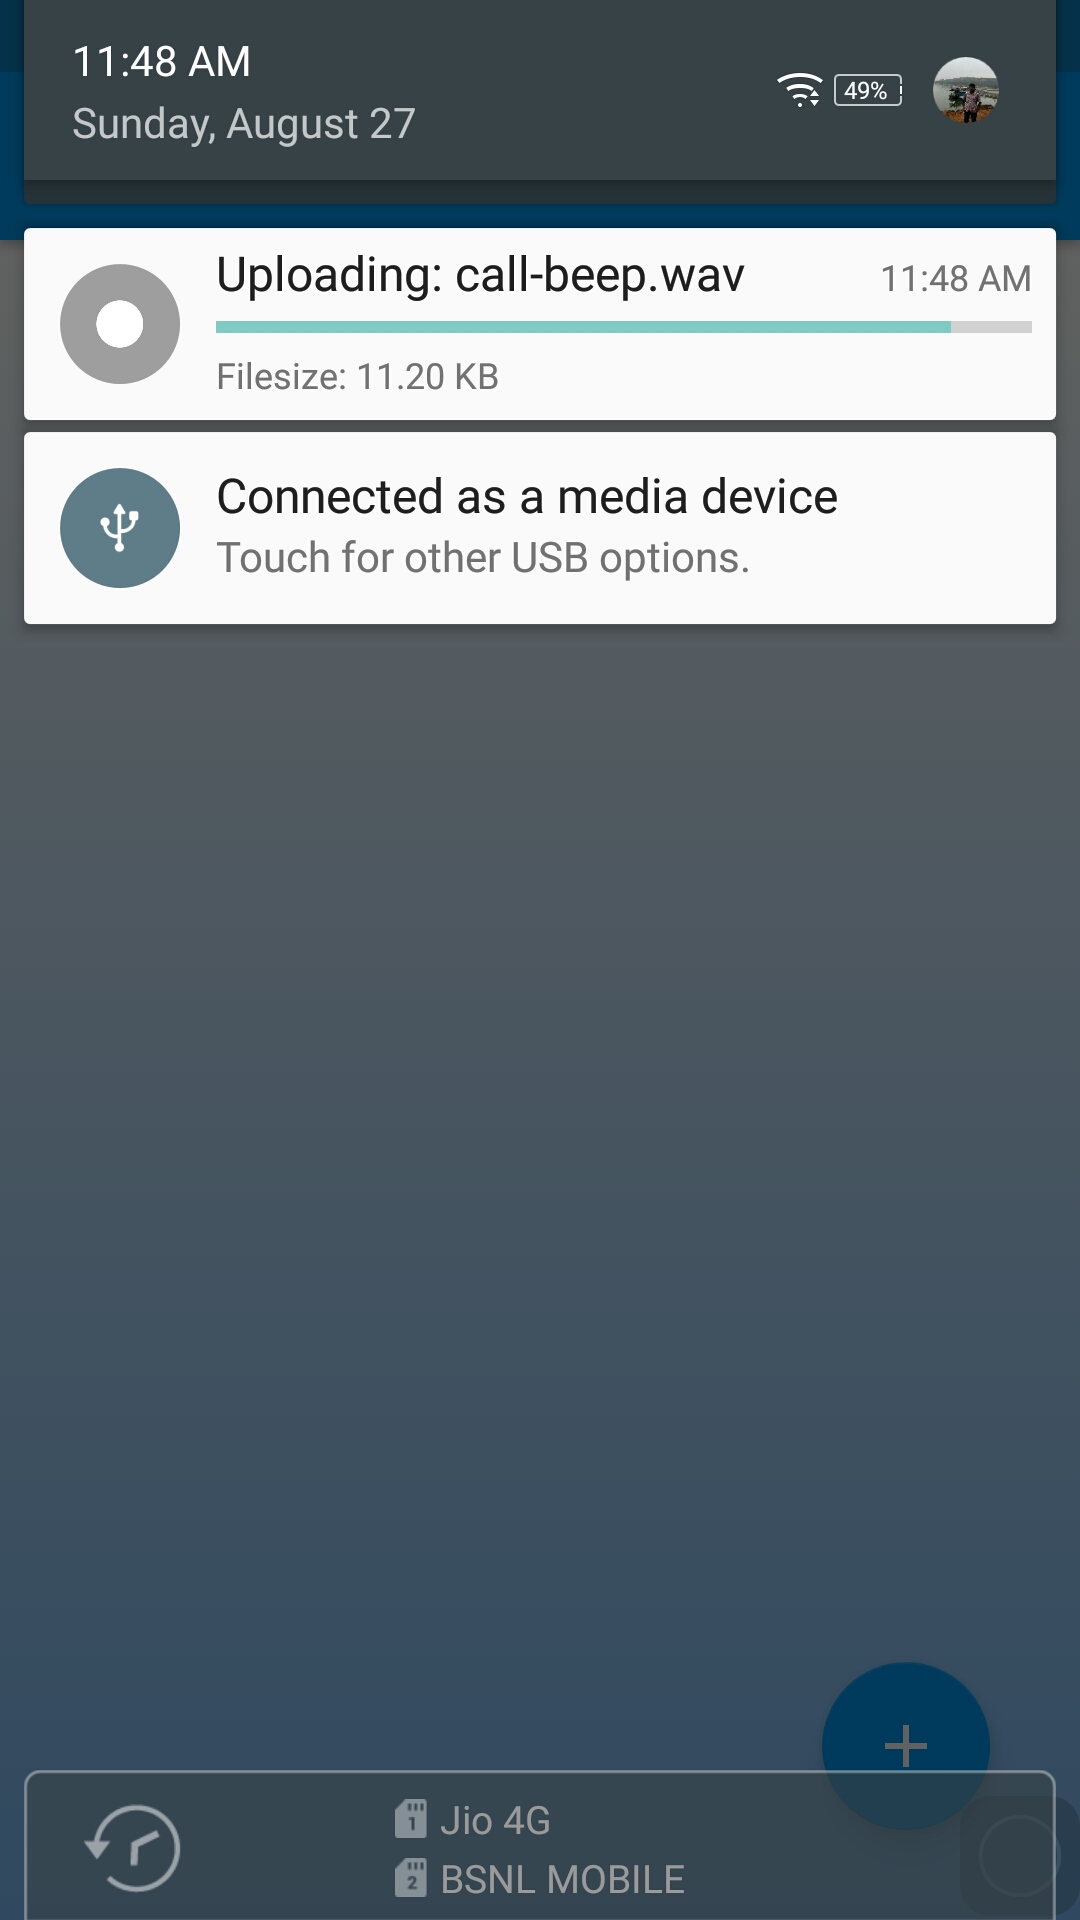 11:48 AM
Sunday, August 27
49%
Uploading: call-beep.wav
11:48 AM
Filesize: 11.20 KB
Connected as a media device
Touch for other USB options.
1 Jio 4G
2 BSNL MOBILE